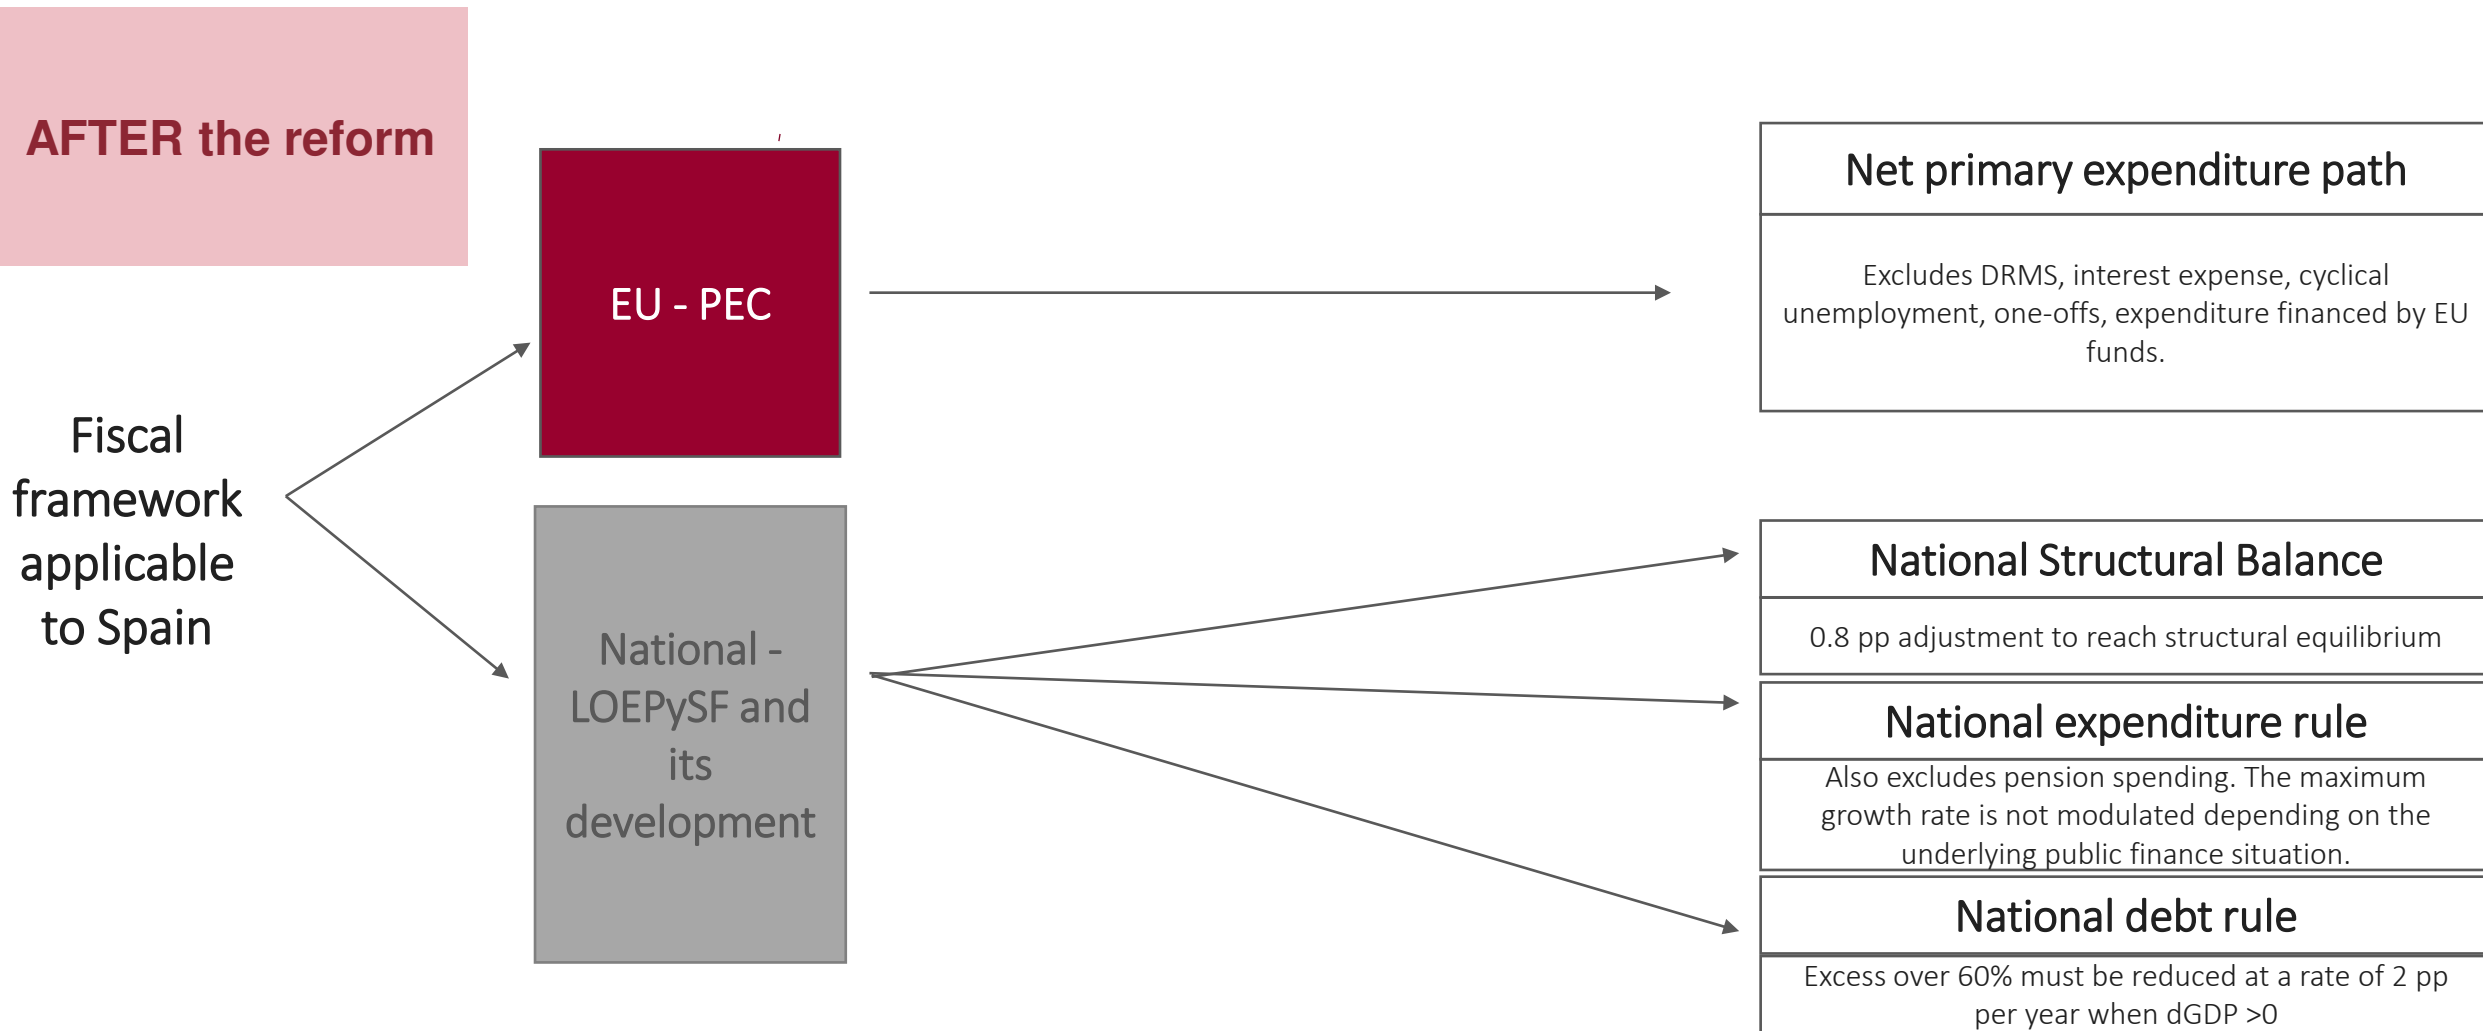 AFTER the reform
Fiscal
framework
applicable
to Spain
EU - PEC
National -
LOEPySF and
its
development
Net primary expenditure path
Excludes DRMS, interest expense, cyclical
unemployment, one-offs, expenditure financed by EU
funds.
National Structural Balance
0.8 pp adjustment to reach structural equilibrium
National expenditure rule
Also excludes pension spending. The maximum
growth rate is not modulated depending on the
underlying public finance situation.
National debt rule
Excess over 60% must be reduced at a rate of 2 pp
per year when dGDP >0